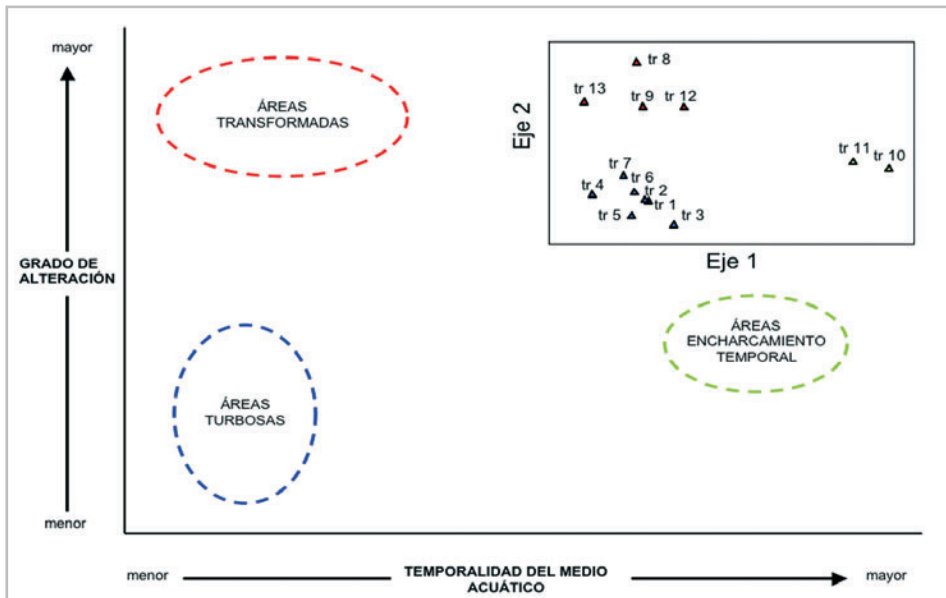 mayor
GRADO DE
ALTERACIÓN
menor
ÁREAS
TRANSFORMADAS
ÁREAS
TURBOSAS
ÁREAS
ENCHARCAMIENTO
TEMPORAL
Eje 2
tr 8
tr 13
tr 9
tr 12
tr 11
tr 10
tr 7
tr 6
tr 4
tr 2
tr 1
tr 5
tr 3
Eje 1
menor
TEMPORALIDAD DEL MEDIO
ACUÁTICO
mayor